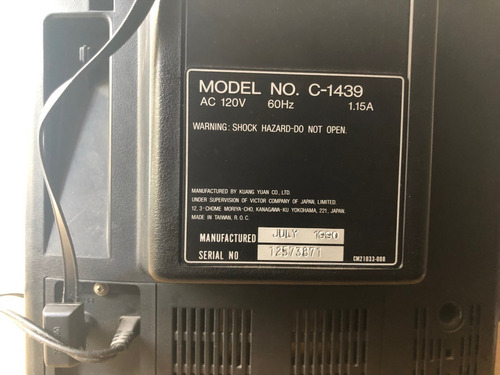 MODEL NO. C-1439
AC 120V 60Hz 1.15A
WARNING: SHOCK HAZARD-DO NOT OPEN.
MANUFACTURED BY KUANG YUAN CO., LTD.
UNDER SUPERVISION OF VICTOR COMPANY OF JAPAN, LIMITED.
12, 3-CHOME MORIYA-CHO, KANAGAWA-KU YOKOHAMA, 221, JAPAN.
MADE IN TAIWAN, R. O. C.
MANUFACTURED JULY 1990
SERIAL NO 12573871
CM21033-00B